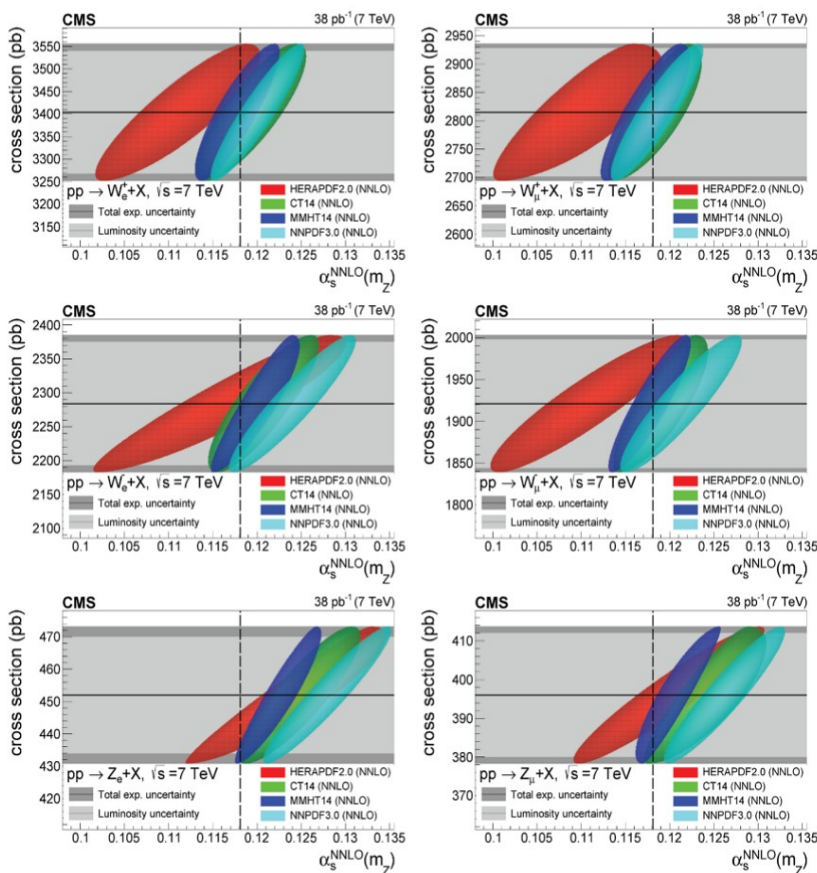 CMS 38 pb⁻¹ (7 TeV)
cross section (pb)
3550
3500
3450
3400
3350
3300
3250
3200
3150
pp → W⁺ₑ+X, √s =7 TeV
Total exp. uncertainty
Luminosity uncertainty
HERAPDF2.0 (NNLO)
CT14 (NNLO)
MMHT14 (NNLO)
NNPDF3.0 (NNLO)
0.1 0.105 0.11 0.115 0.12 0.125 0.13 0.135
αₛᴺᴺᴸᴼ(m_Z)
CMS 38 pb⁻¹ (7 TeV)
cross section (pb)
2950
2900
2850
2800
2750
2700
2650
2600
pp → W⁺_μ+X, √s =7 TeV
Total exp. uncertainty
Luminosity uncertainty
HERAPDF2.0 (NNLO)
CT14 (NNLO)
MMHT14 (NNLO)
NNPDF3.0 (NNLO)
0.1 0.105 0.11 0.115 0.12 0.125 0.13 0.135
αₛᴺᴺᴸᴼ(m_Z)
CMS 38 pb⁻¹ (7 TeV)
cross section (pb)
2400
2350
2300
2250
2200
2150
2100
pp → W⁻ₑ+X, √s =7 TeV
Total exp. uncertainty
Luminosity uncertainty
HERAPDF2.0 (NNLO)
CT14 (NNLO)
MMHT14 (NNLO)
NNPDF3.0 (NNLO)
0.1 0.105 0.11 0.115 0.12 0.125 0.13 0.135
αₛᴺᴺᴸᴼ(m_Z)
CMS 38 pb⁻¹ (7 TeV)
cross section (pb)
2000
1950
1900
1850
1800
pp → W⁻_μ+X, √s =7 TeV
Total exp. uncertainty
Luminosity uncertainty
HERAPDF2.0 (NNLO)
CT14 (NNLO)
MMHT14 (NNLO)
NNPDF3.0 (NNLO)
0.1 0.105 0.11 0.115 0.12 0.125 0.13 0.135
αₛᴺᴺᴸᴼ(m_Z)
CMS 38 pb⁻¹ (7 TeV)
cross section (pb)
470
460
450
440
430
420
pp → Zₑ+X, √s =7 TeV
Total exp. uncertainty
Luminosity uncertainty
HERAPDF2.0 (NNLO)
CT14 (NNLO)
MMHT14 (NNLO)
NNPDF3.0 (NNLO)
0.1 0.105 0.11 0.115 0.12 0.125 0.13 0.135
αₛᴺᴺᴸᴼ(m_Z)
CMS 38 pb⁻¹ (7 TeV)
cross section (pb)
410
400
390
380
370
pp → Z_μ+X, √s =7 TeV
Total exp. uncertainty
Luminosity uncertainty
HERAPDF2.0 (NNLO)
CT14 (NNLO)
MMHT14 (NNLO)
NNPDF3.0 (NNLO)
0.1 0.105 0.11 0.115 0.12 0.125 0.13 0.135
αₛᴺᴺᴸᴼ(m_Z)